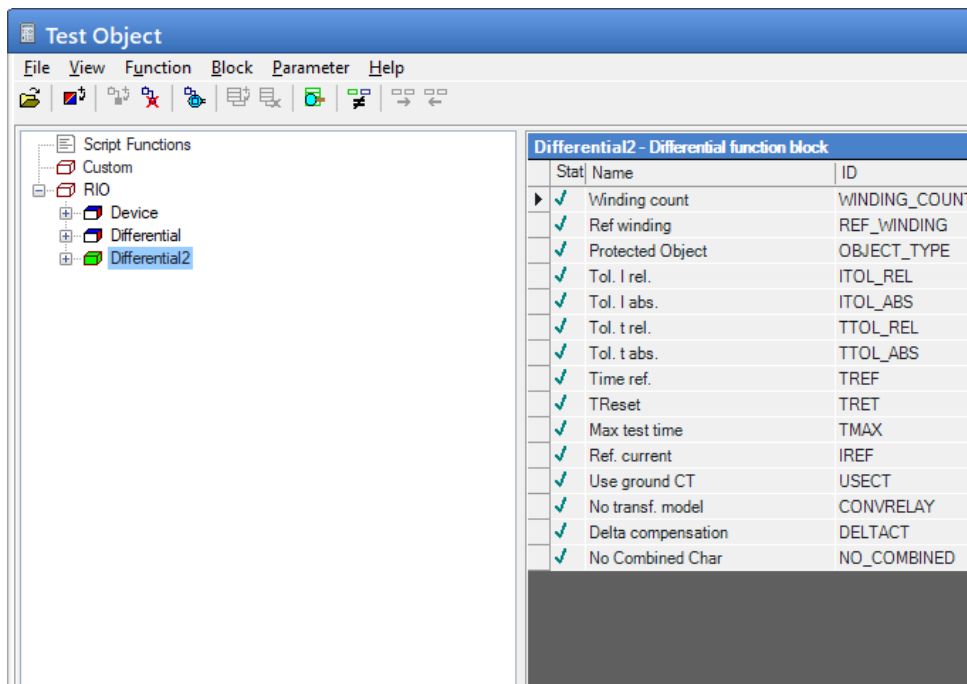 Test Object
File View Function Block Parameter Help
Script Functions
Custom
RIO
Device
Differential
Differential2
Differential2 - Differential function block
Stat Name ID
Winding count WINDING_COUNT
Ref winding REF_WINDING
Protected Object OBJECT_TYPE
Tol. I rel. ITOL_REL
Tol. I abs. ITOL_ABS
Tol. t rel. TTOL_REL
Tol. t abs. TTOL_ABS
Time ref. TREF
TReset TRET
Max test time TMAX
Ref. current IREF
Use ground CT USECT
No transf. model CONVRELAY
Delta compensation DELTACT
No Combined Char NO_COMBINED